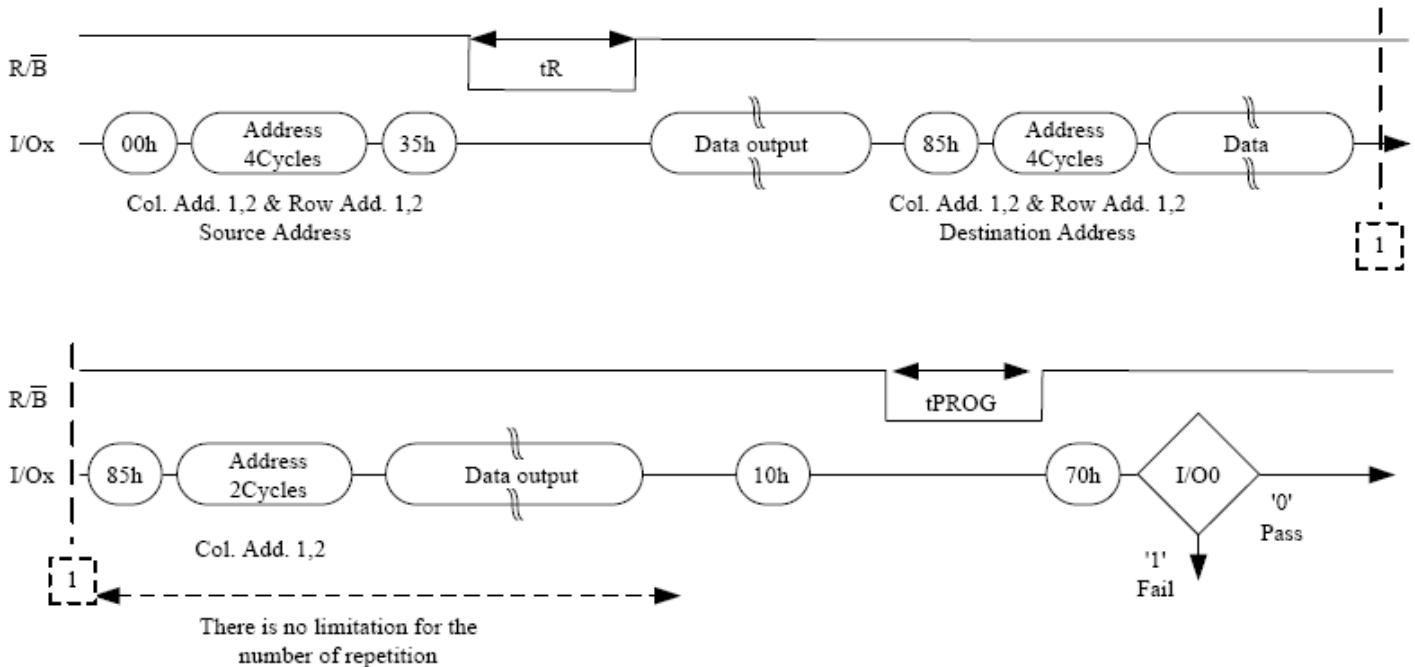 R/B
tR
I/Ox
00h
Address
4Cycles
35h
Data output
85h
Address
4Cycles
Data
Col. Add. 1,2 & Row Add. 1,2
Source Address
Col. Add. 1,2 & Row Add. 1,2
Destination Address
1
R/B
tPROG
I/Ox
85h
Address
2Cycles
Data output
10h
70h
I/O0
'0'
Pass
Col. Add. 1,2
'1'
Fail
1
There is no limitation for the
number of repetition